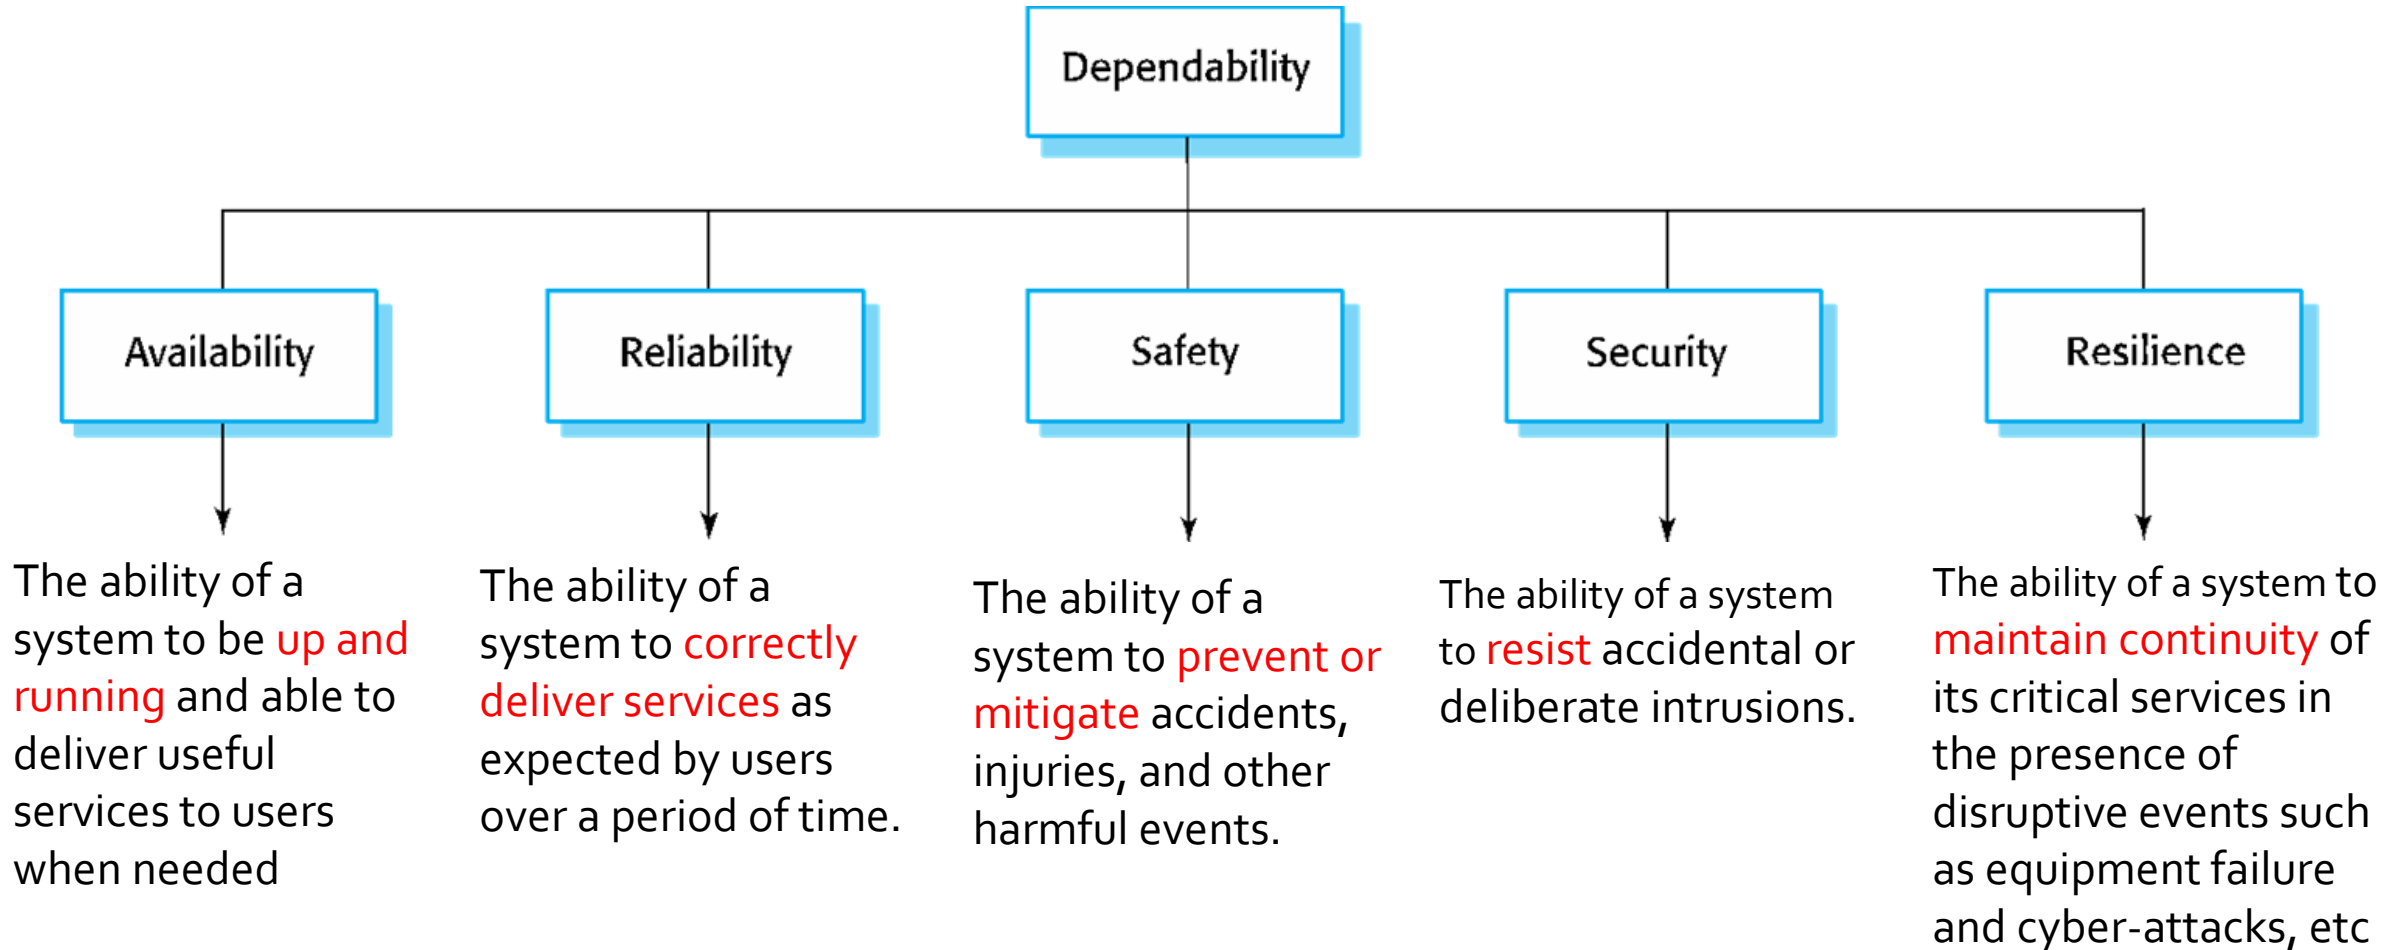 Dependability
Availability
Reliability
Safety
Security
Resilience
The ability of a
system to be up and
running and able to
deliver useful
services to users
when needed
The ability of a
system to correctly
deliver services as
expected by users
over a period of time.
The ability of a
system to prevent or
mitigate accidents,
injuries, and other
harmful events.
The ability of a system
to resist accidental or
deliberate intrusions.
The ability of a system to
maintain continuity of
its critical services in
the presence of
disruptive events such
as equipment failure
and cyber-attacks, etc